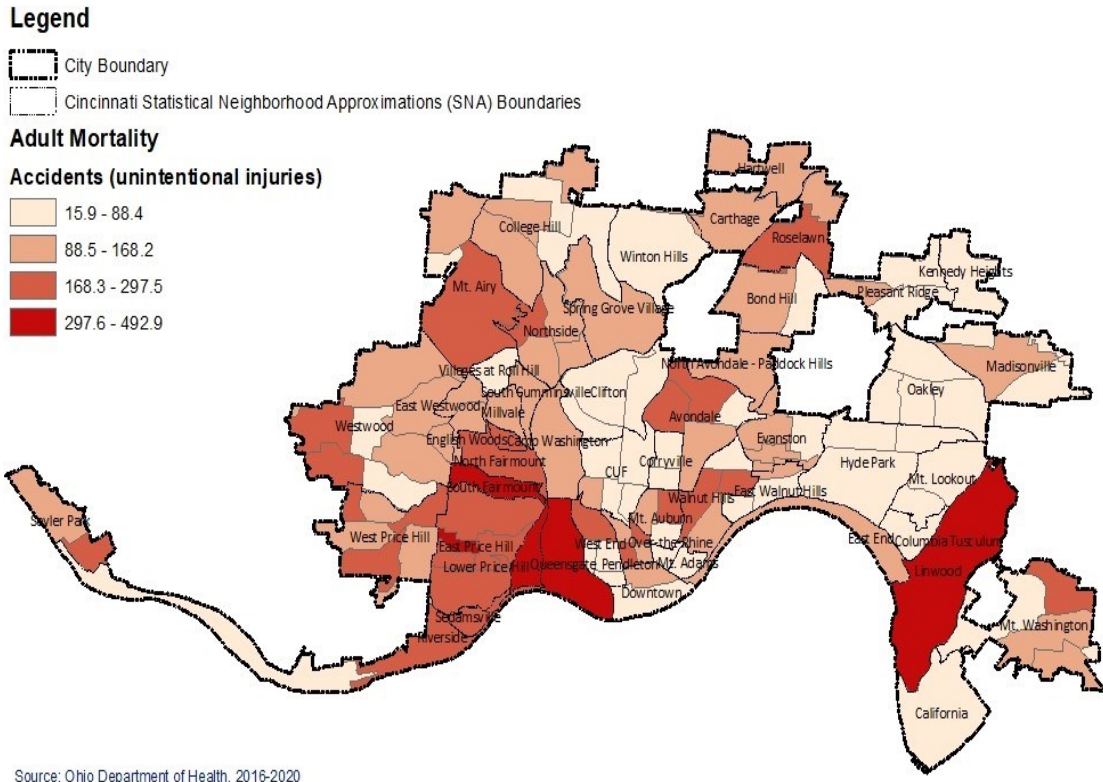 Legend
City Boundary
Cincinnati Statistical Neighborhood Approximations (SNA) Boundaries
Adult Mortality
Accidents (unintentional injuries)
15.9 - 88.4
88.5 - 168.2
168.3 - 297.5
297.6 - 492.9
Hartwell
College Hill
Carthage
Roselawn
Winton Hills
Kennedy Heights
Mt. Airy
Pleasant Ridge
Bond Hill
Spring Grove Village
Northside
North Avondale - Paddock Hills
Madisonville
Villages at Roll Hill
Oakley
South Cumminsville
Clifton
East Westwood
Millvale
Avondale
Westwood
English Woods
Camp Washington
Evanston
North Fairmount
Corryville
Hyde Park
CUF
Mt. Lookout
South Fairmount
Walnut Hills
East Walnut Hills
Sayler Park
Mt. Auburn
West Price Hill
West End
Over-the-Rhine
East End
Columbia Tusculum
East Price Hill
Lower Price Hill
Queensgate
Pendleton
Mt. Adams
Linwood
Downtown
Sedamsville
Mt. Washington
Riverside
California
Source: Ohio Department of Health, 2016-2020